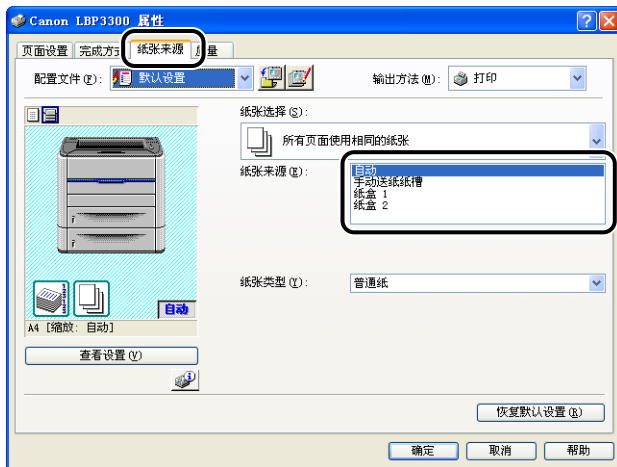 Canon LBP3300 属性
页面设置 完成方式 纸张来源 质量
配置文件(F): 默认设置 输出方法(M): 打印
纸张选择(S):
所有页面使用相同的纸张
纸张来源(E):
自动
手动送纸纸槽
纸盒 1
纸盒 2
纸张类型(Y): 普通纸
自动
A4 [缩放: 自动]
查看设置(V)
恢复默认设置(R)
确定 取消 帮助